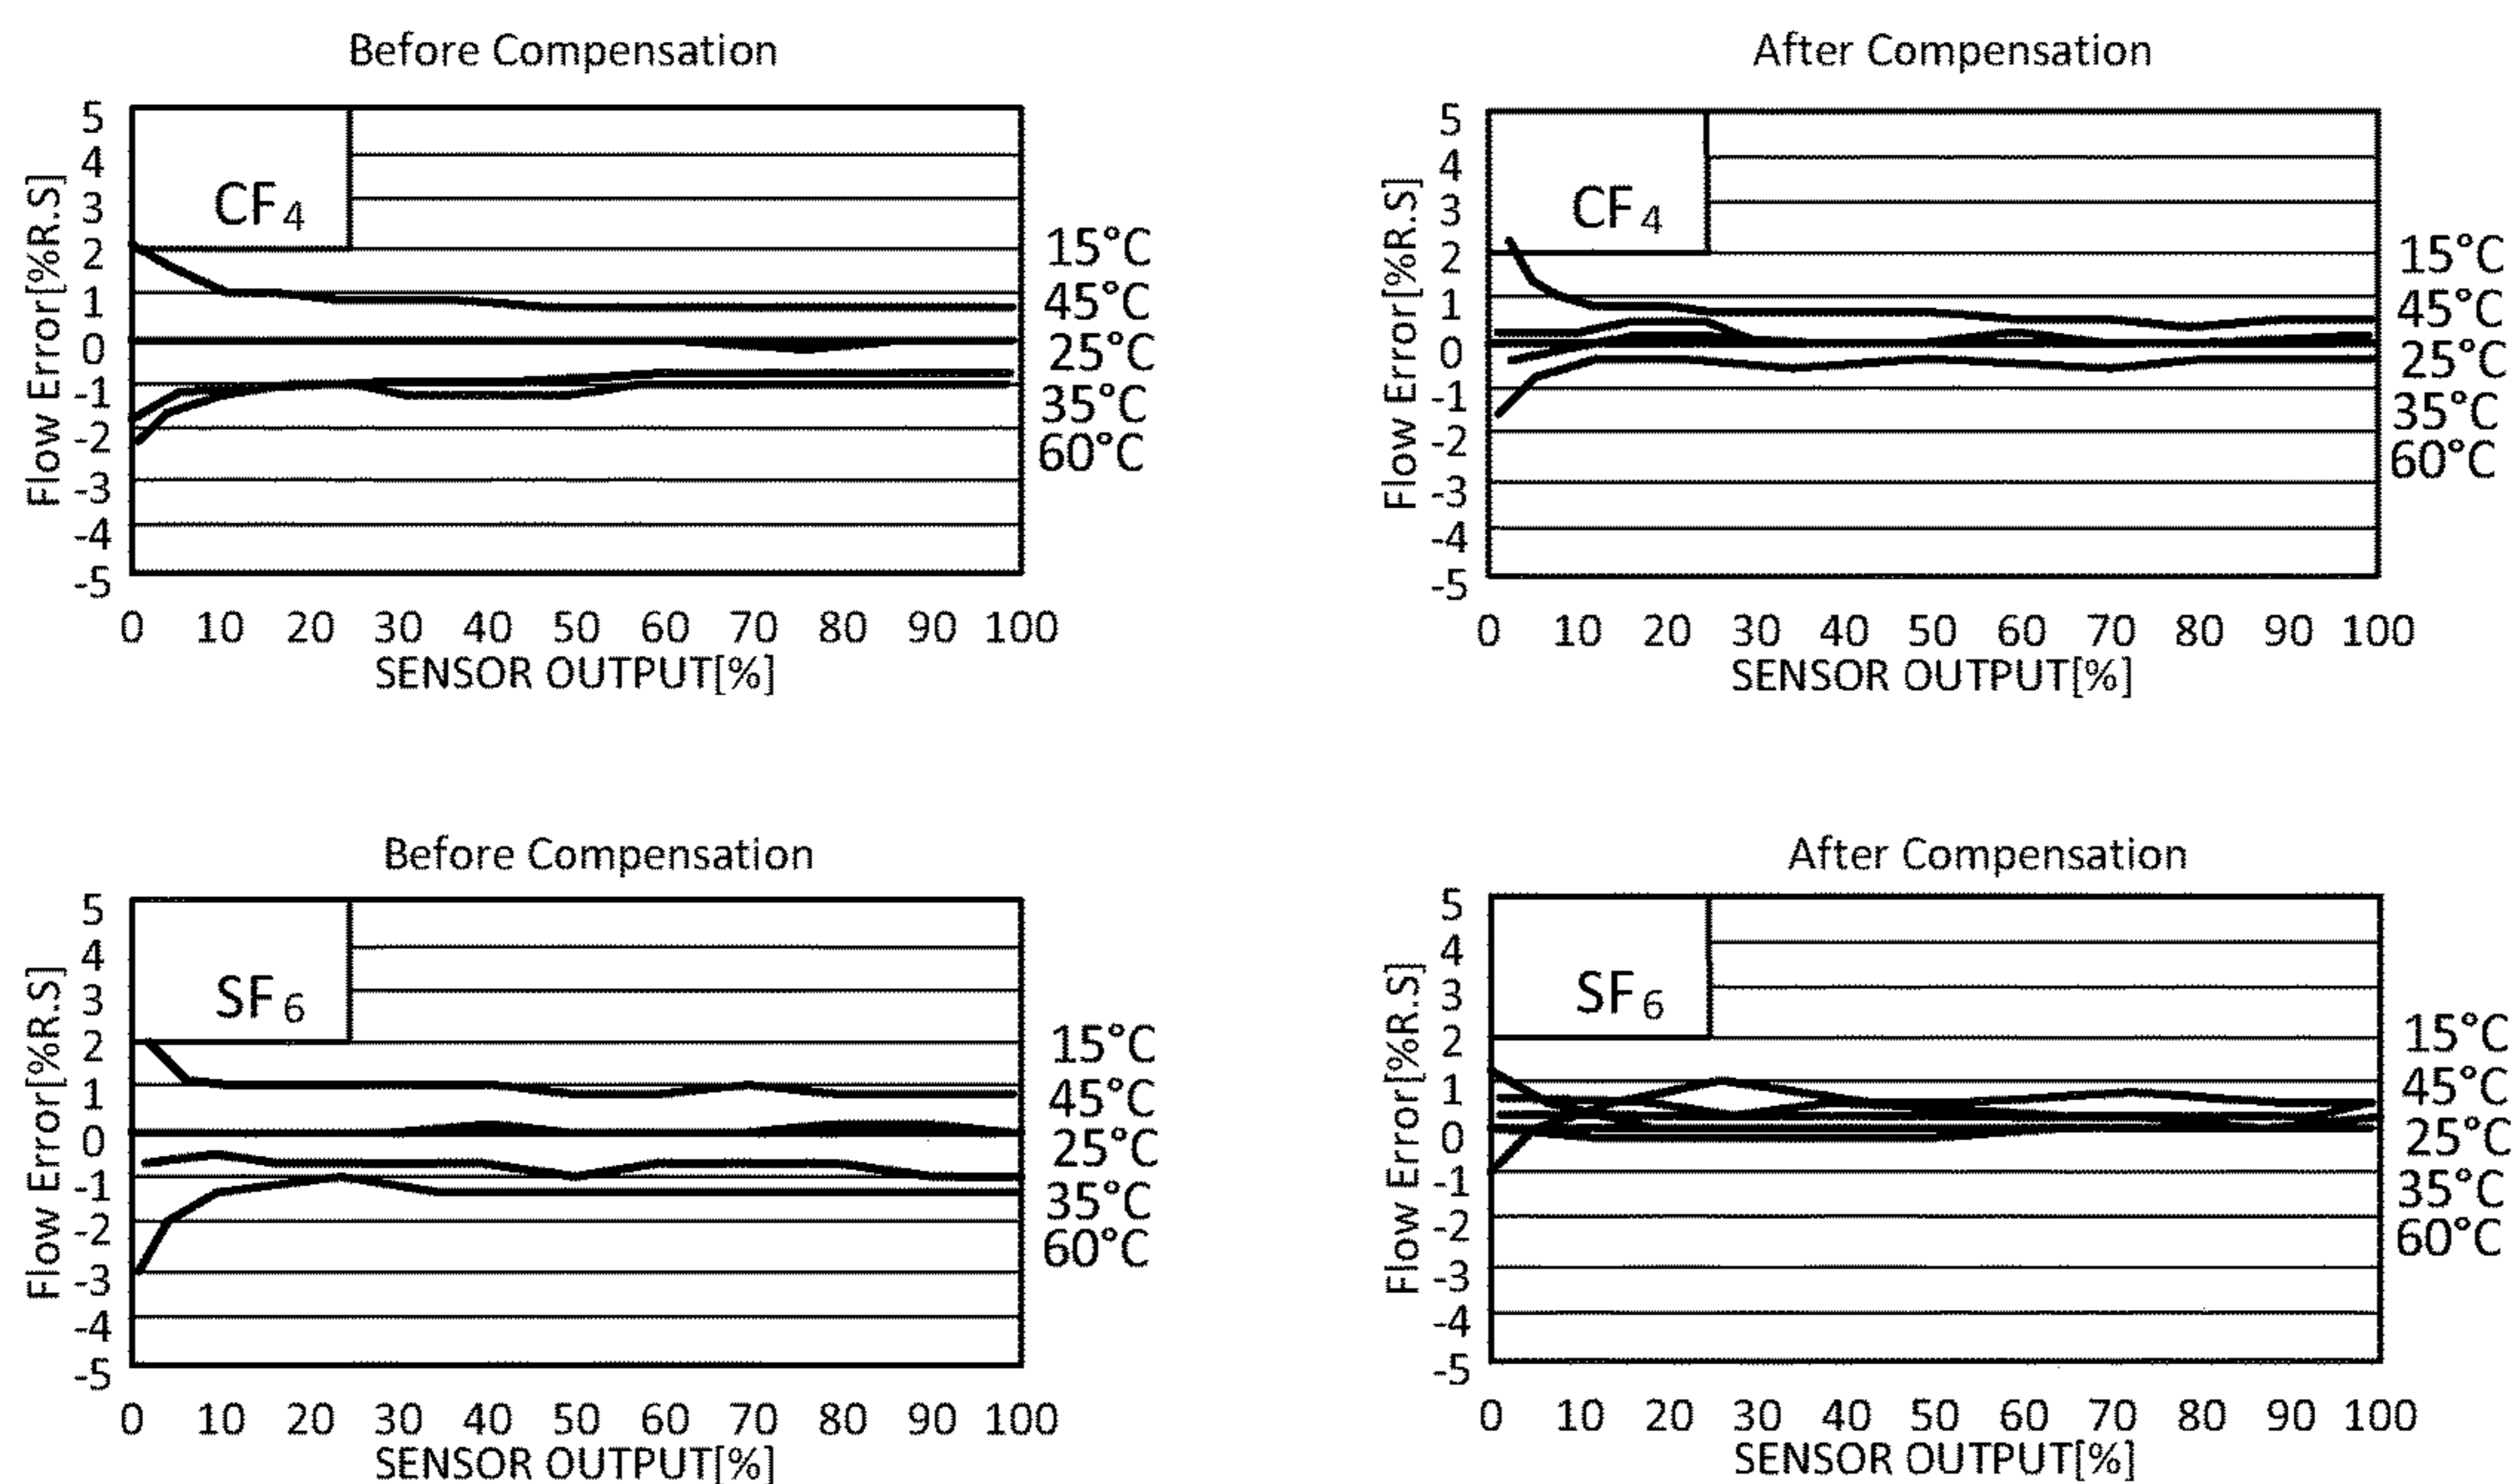 Before Compensation
5
4
3
2
1
0
-1
-2
-3
-4
-5
Flow Error[%R.S]
CF4
15°C
45°C
25°C
35°C
60°C
0 10 20 30 40 50 60 70 80 90 100
SENSOR OUTPUT[%]
After Compensation
5
4
3
2
1
0
-1
-2
-3
-4
-5
Flow Error[%R.S]
CF4
15°C
45°C
25°C
35°C
60°C
0 10 20 30 40 50 60 70 80 90 100
SENSOR OUTPUT[%]
Before Compensation
5
4
3
2
1
0
-1
-2
-3
-4
-5
Flow Error[%R.S]
SF6
15°C
45°C
25°C
35°C
60°C
0 10 20 30 40 50 60 70 80 90 100
SENSOR OUTPUT[%]
After Compensation
5
4
3
2
1
0
-1
-2
-3
-4
-5
Flow Error[%R.S]
SF6
15°C
45°C
25°C
35°C
60°C
0 10 20 30 40 50 60 70 80 90 100
SENSOR OUTPUT[%]